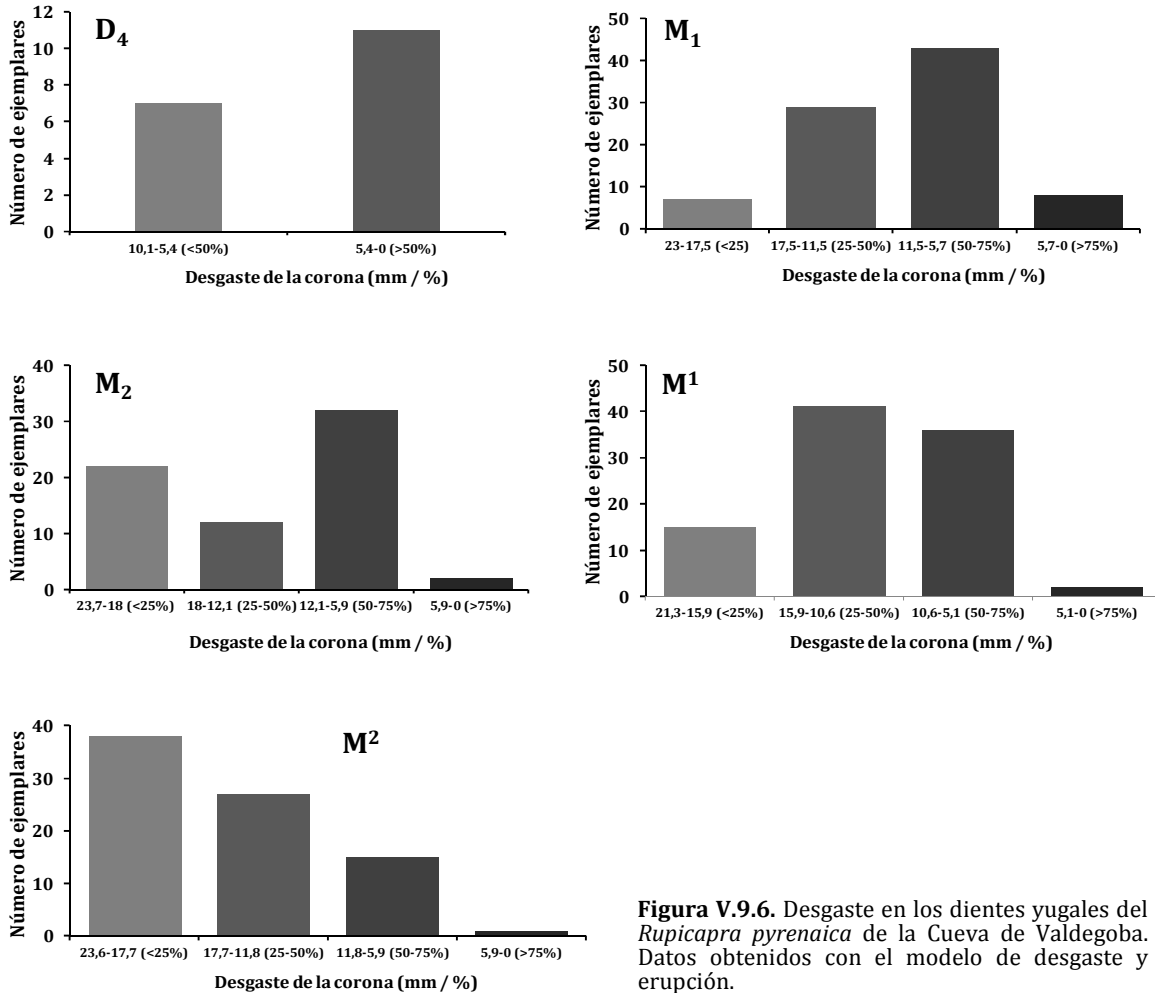 D4
Número de ejemplares
12
10
8
6
4
2
0
10,1-5,4 (<50%) 5,4-0 (>50%)
Desgaste de la corona (mm / %)
M1
Número de ejemplares
50
40
30
20
10
0
23-17,5 (<25) 17,5-11,5 (25-50%) 11,5-5,7 (50-75%) 5,7-0 (>75%)
Desgaste de la corona (mm / %)
M2
Número de ejemplares
40
30
20
10
0
23,7-18 (<25%) 18-12,1 (25-50%) 12,1-5,9 (50-75%) 5,9-0 (>75%)
Desgaste de la corona (mm / %)
M1
Número de ejemplares
50
40
30
20
10
0
21,3-15,9 (<25%) 15,9-10,6 (25-50%) 10,6-5,1 (50-75%) 5,1-0 (>75%)
Desgaste de la corona (mm / %)
M2
Número de ejemplares
40
30
20
10
0
23,6-17,7 (<25%) 17,7-11,8 (25-50%) 11,8-5,9 (50-75%) 5,9-0 (>75%)
Desgaste de la corona (mm / %)
Figura V.9.6. Desgaste en los dientes yugales del
Rupicapra pyrenaica de la Cueva de Valdegoba.
Datos obtenidos con el modelo de desgaste y
erupción.